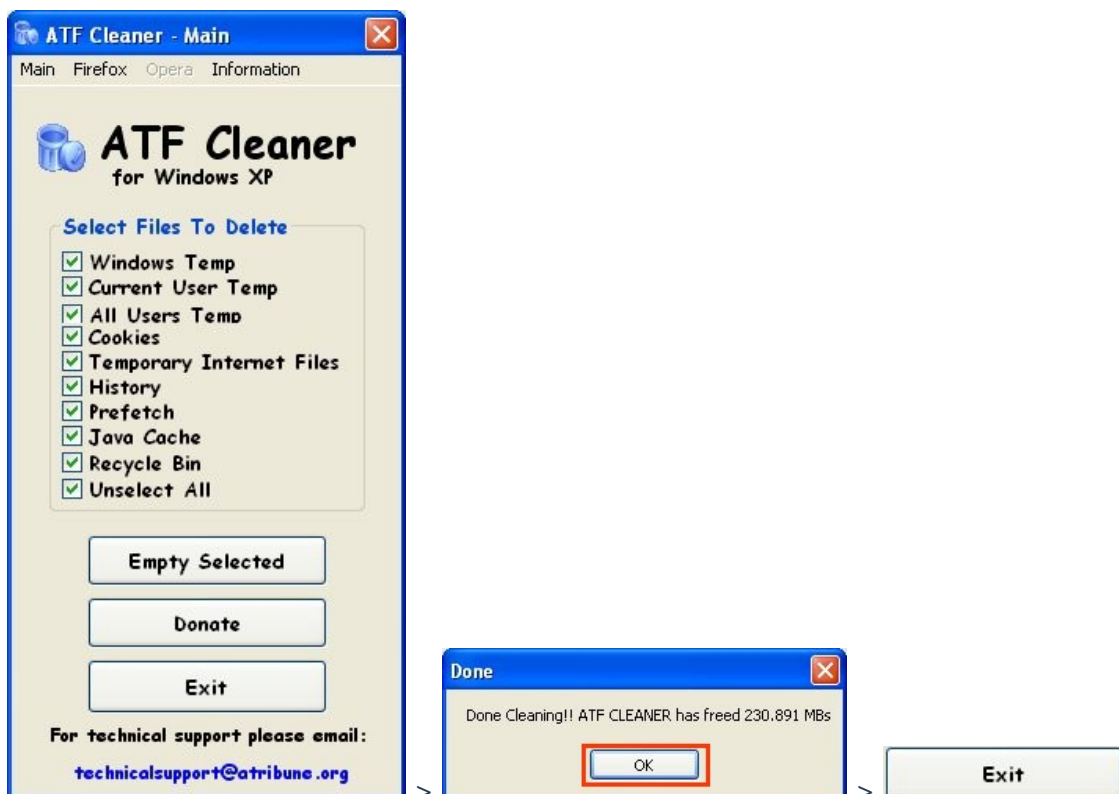 ATF Cleaner - Main
Main Firefox Opera Information
ATF Cleaner
for Windows XP
Select Files To Delete
Windows Temp
Current User Temp
All Users Temp
Cookies
Temporary Internet Files
History
Prefetch
Java Cache
Recycle Bin
Unselect All
Empty Selected
Donate
Exit
For technical support please email:
technicalsupport@atribune.org
>
Done
Done Cleaning!! ATF CLEANER has freed 230.891 MBs
OK
>
Exit